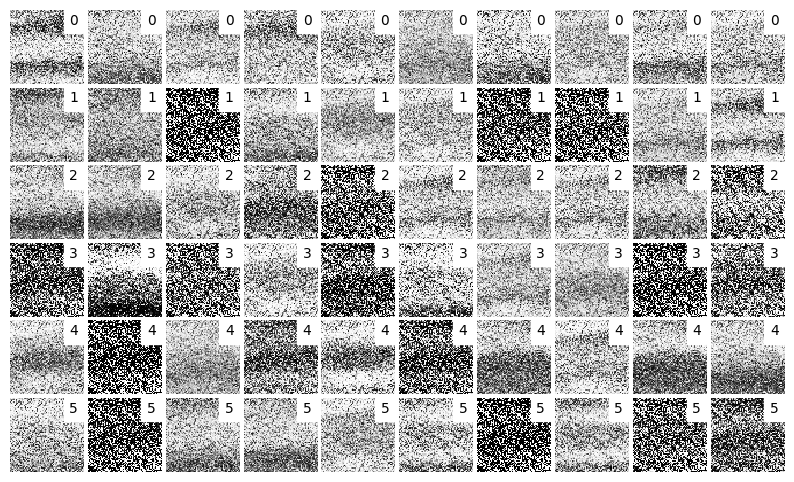 0 0 0 0 0 0 0 0 0 0
1 1 1 1 1 1 1 1 1 1
2 2 2 2 2 2 2 2 2 2
3 3 3 3 3 3 3 3 3 3
4 4 4 4 4 4 4 4 4 4
5 5 5 5 5 5 5 5 5 5